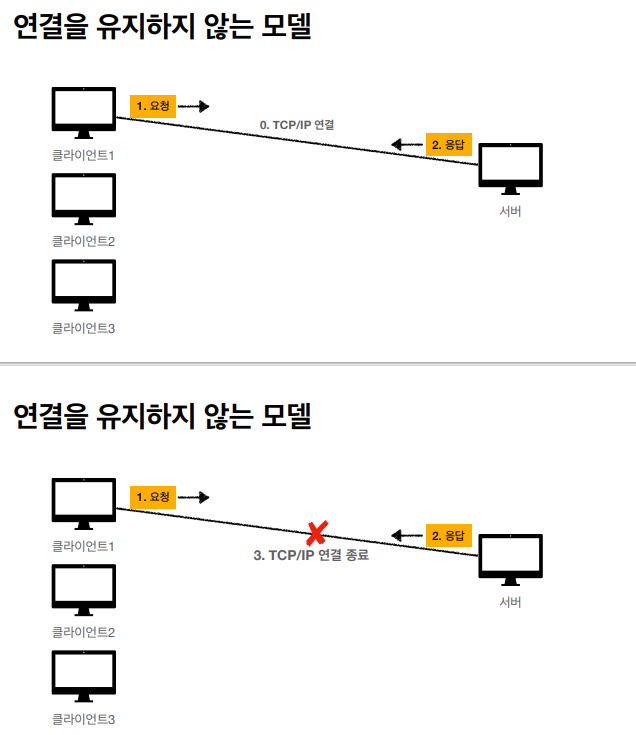 연결을 유지하지 않는 모델
1. 요청
0. TCP/IP 연결
2. 응답
클라이언트1
서버
클라이언트2
클라이언트3
연결을 유지하지 않는 모델
1. 요청
2. 응답
3. TCP/IP 연결 종료
클라이언트1
서버
클라이언트2
클라이언트3